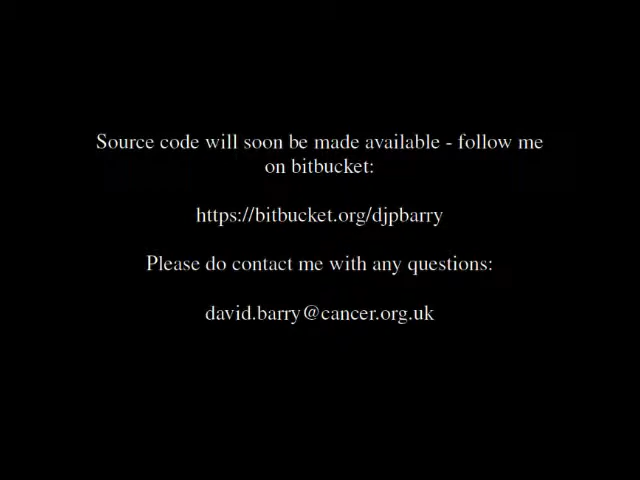 Source code will soon be made available - follow me
on bitbucket:
https://bitbucket.org/djpbarry
Please do contact me with any questions:
david.barry@cancer.org.uk